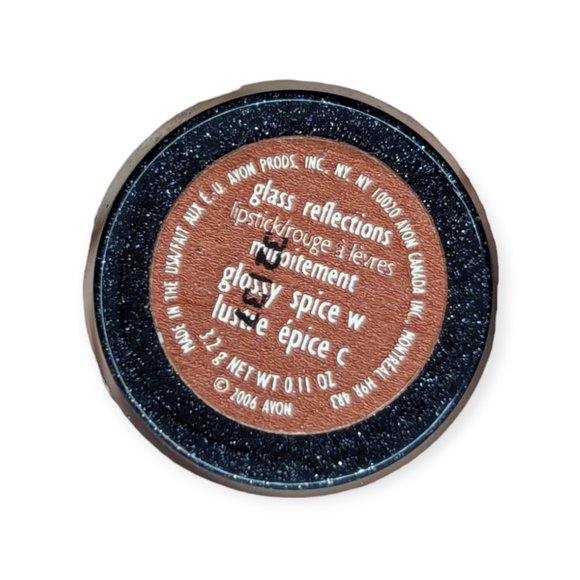 MADE IN THE USA/FAIT AUX E. U. AVON PRODS. INC., NY, NY 10020 AVON CANADA INC. MONTREAL H9R 4R3
glass reflections
lipstick/rouge à lèvres
miroitement
glossy spice w
lustre épice c
3.2 g NET WT 0.11 OZ
© 2006 AVON